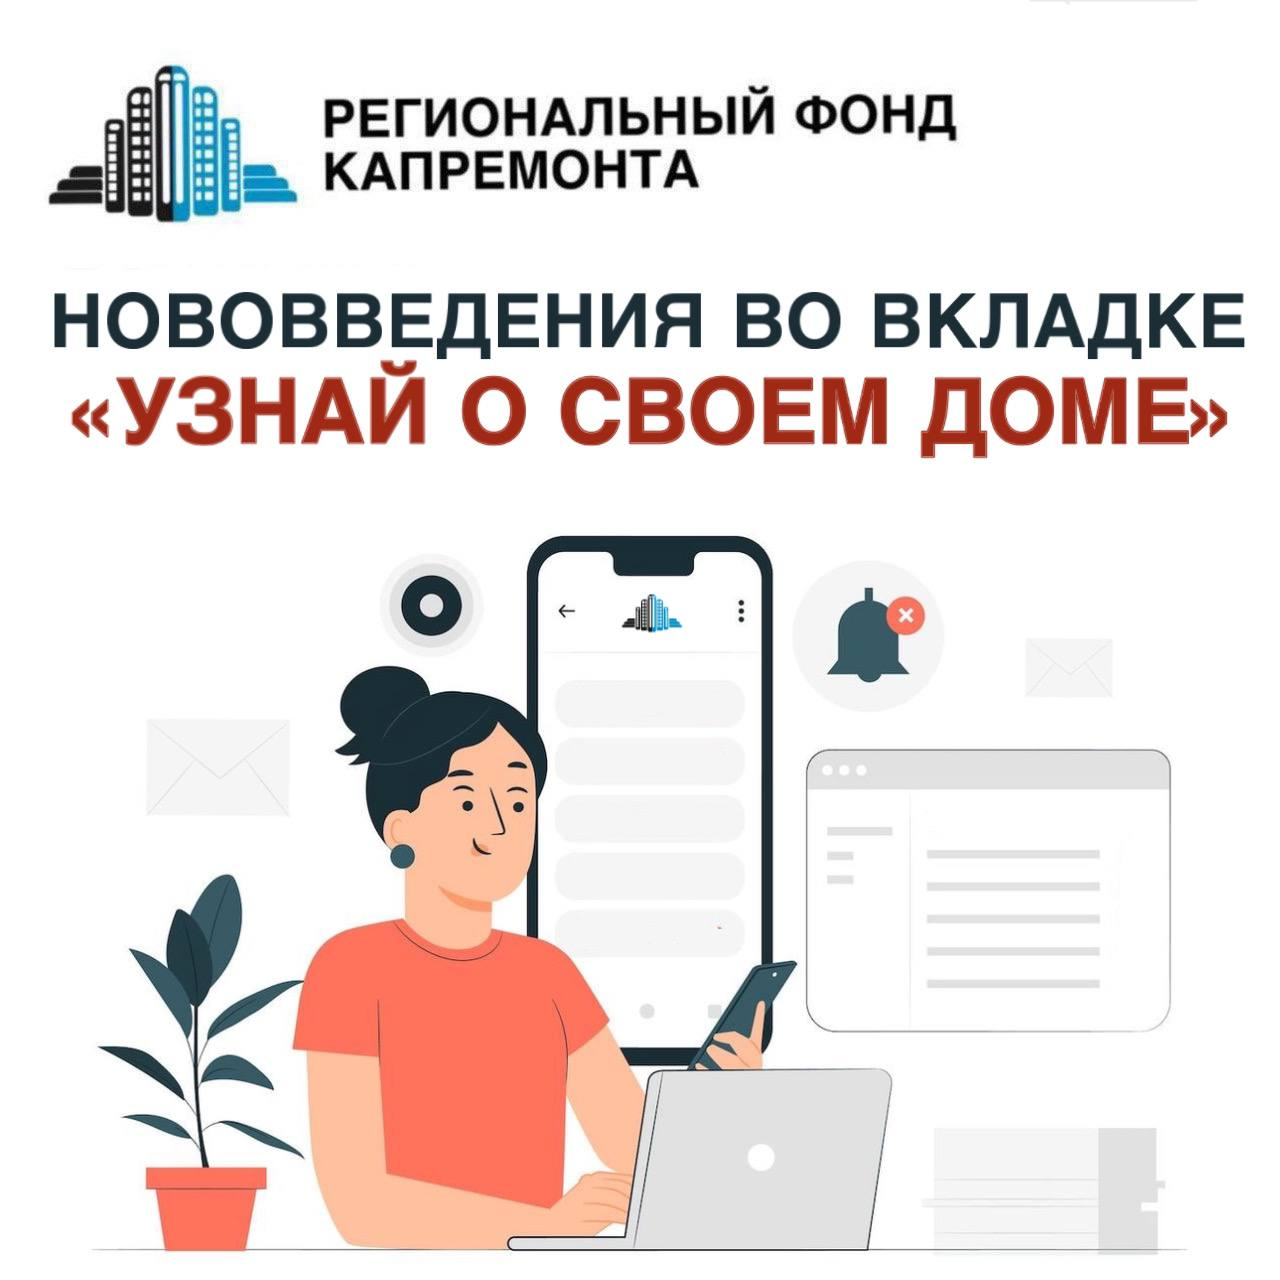 РЕГИОНАЛЬНЫЙ ФОНД
КАПРЕМОНТА
НОВОВВЕДЕНИЯ ВО ВКЛАДКЕ
«УЗНАЙ О СВОЕМ ДОМЕ»